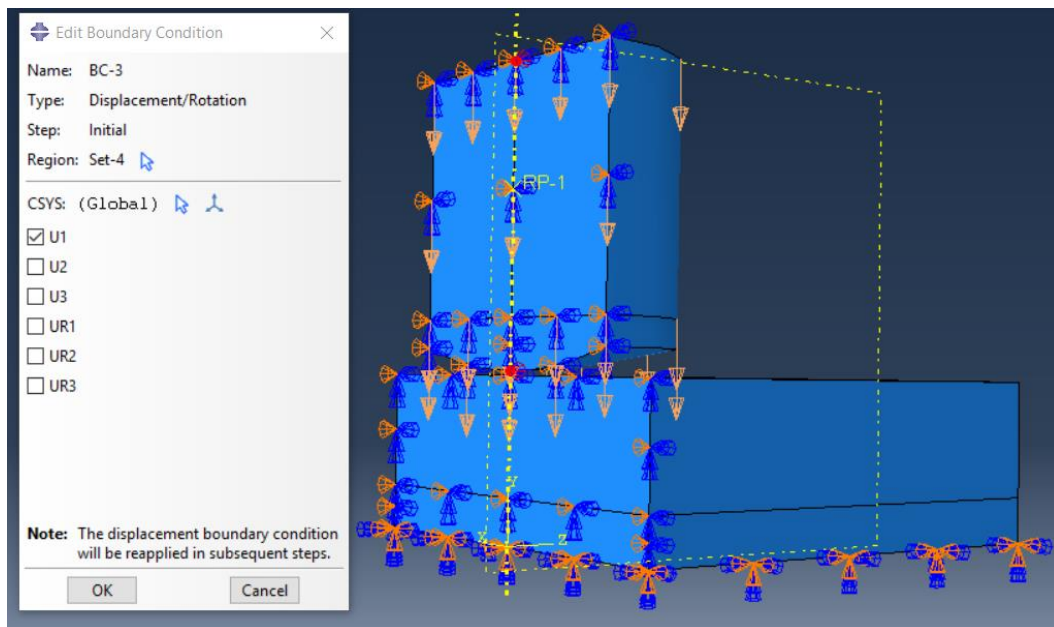 Edit Boundary Condition
Name: BC-3
Type: Displacement/Rotation
Step: Initial
Region: Set-4
CSYS: (Global)
U1
U2
U3
UR1
UR2
UR3
Note: The displacement boundary condition
will be reapplied in subsequent steps.
OK Cancel
RP-1
Y
X Z